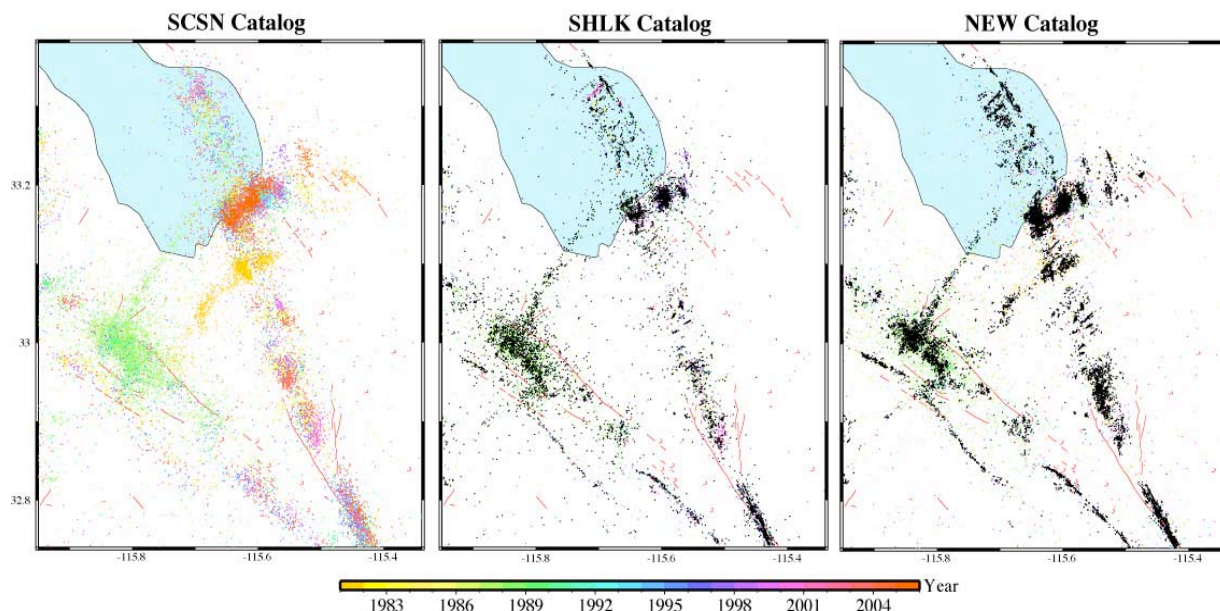 SCSN Catalog SHLK Catalog NEW Catalog
33.2
33
32.8
-115.8 -115.6 -115.4 -115.8 -115.6 -115.4 -115.8 -115.6 -115.4
Year
1983 1986 1989 1992 1995 1998 2001 2004